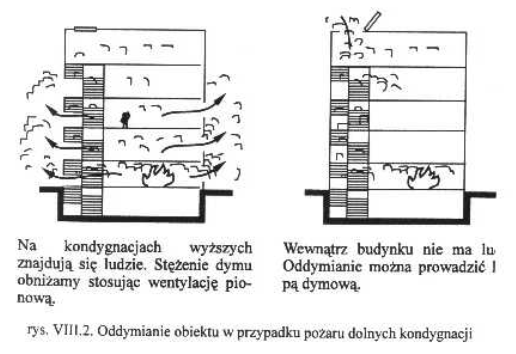 Na kondygnacjach wyższych
znajdują się ludzie. Stężenie dymu
obniżamy stosując wentylację pio-
nową.
Wewnątrz budynku nie ma lu
Oddymianie można prowadzić
pą dymową.
rys. VIII.2. Oddymianie obiektu w przypadku pożaru dolnych kondygnacji